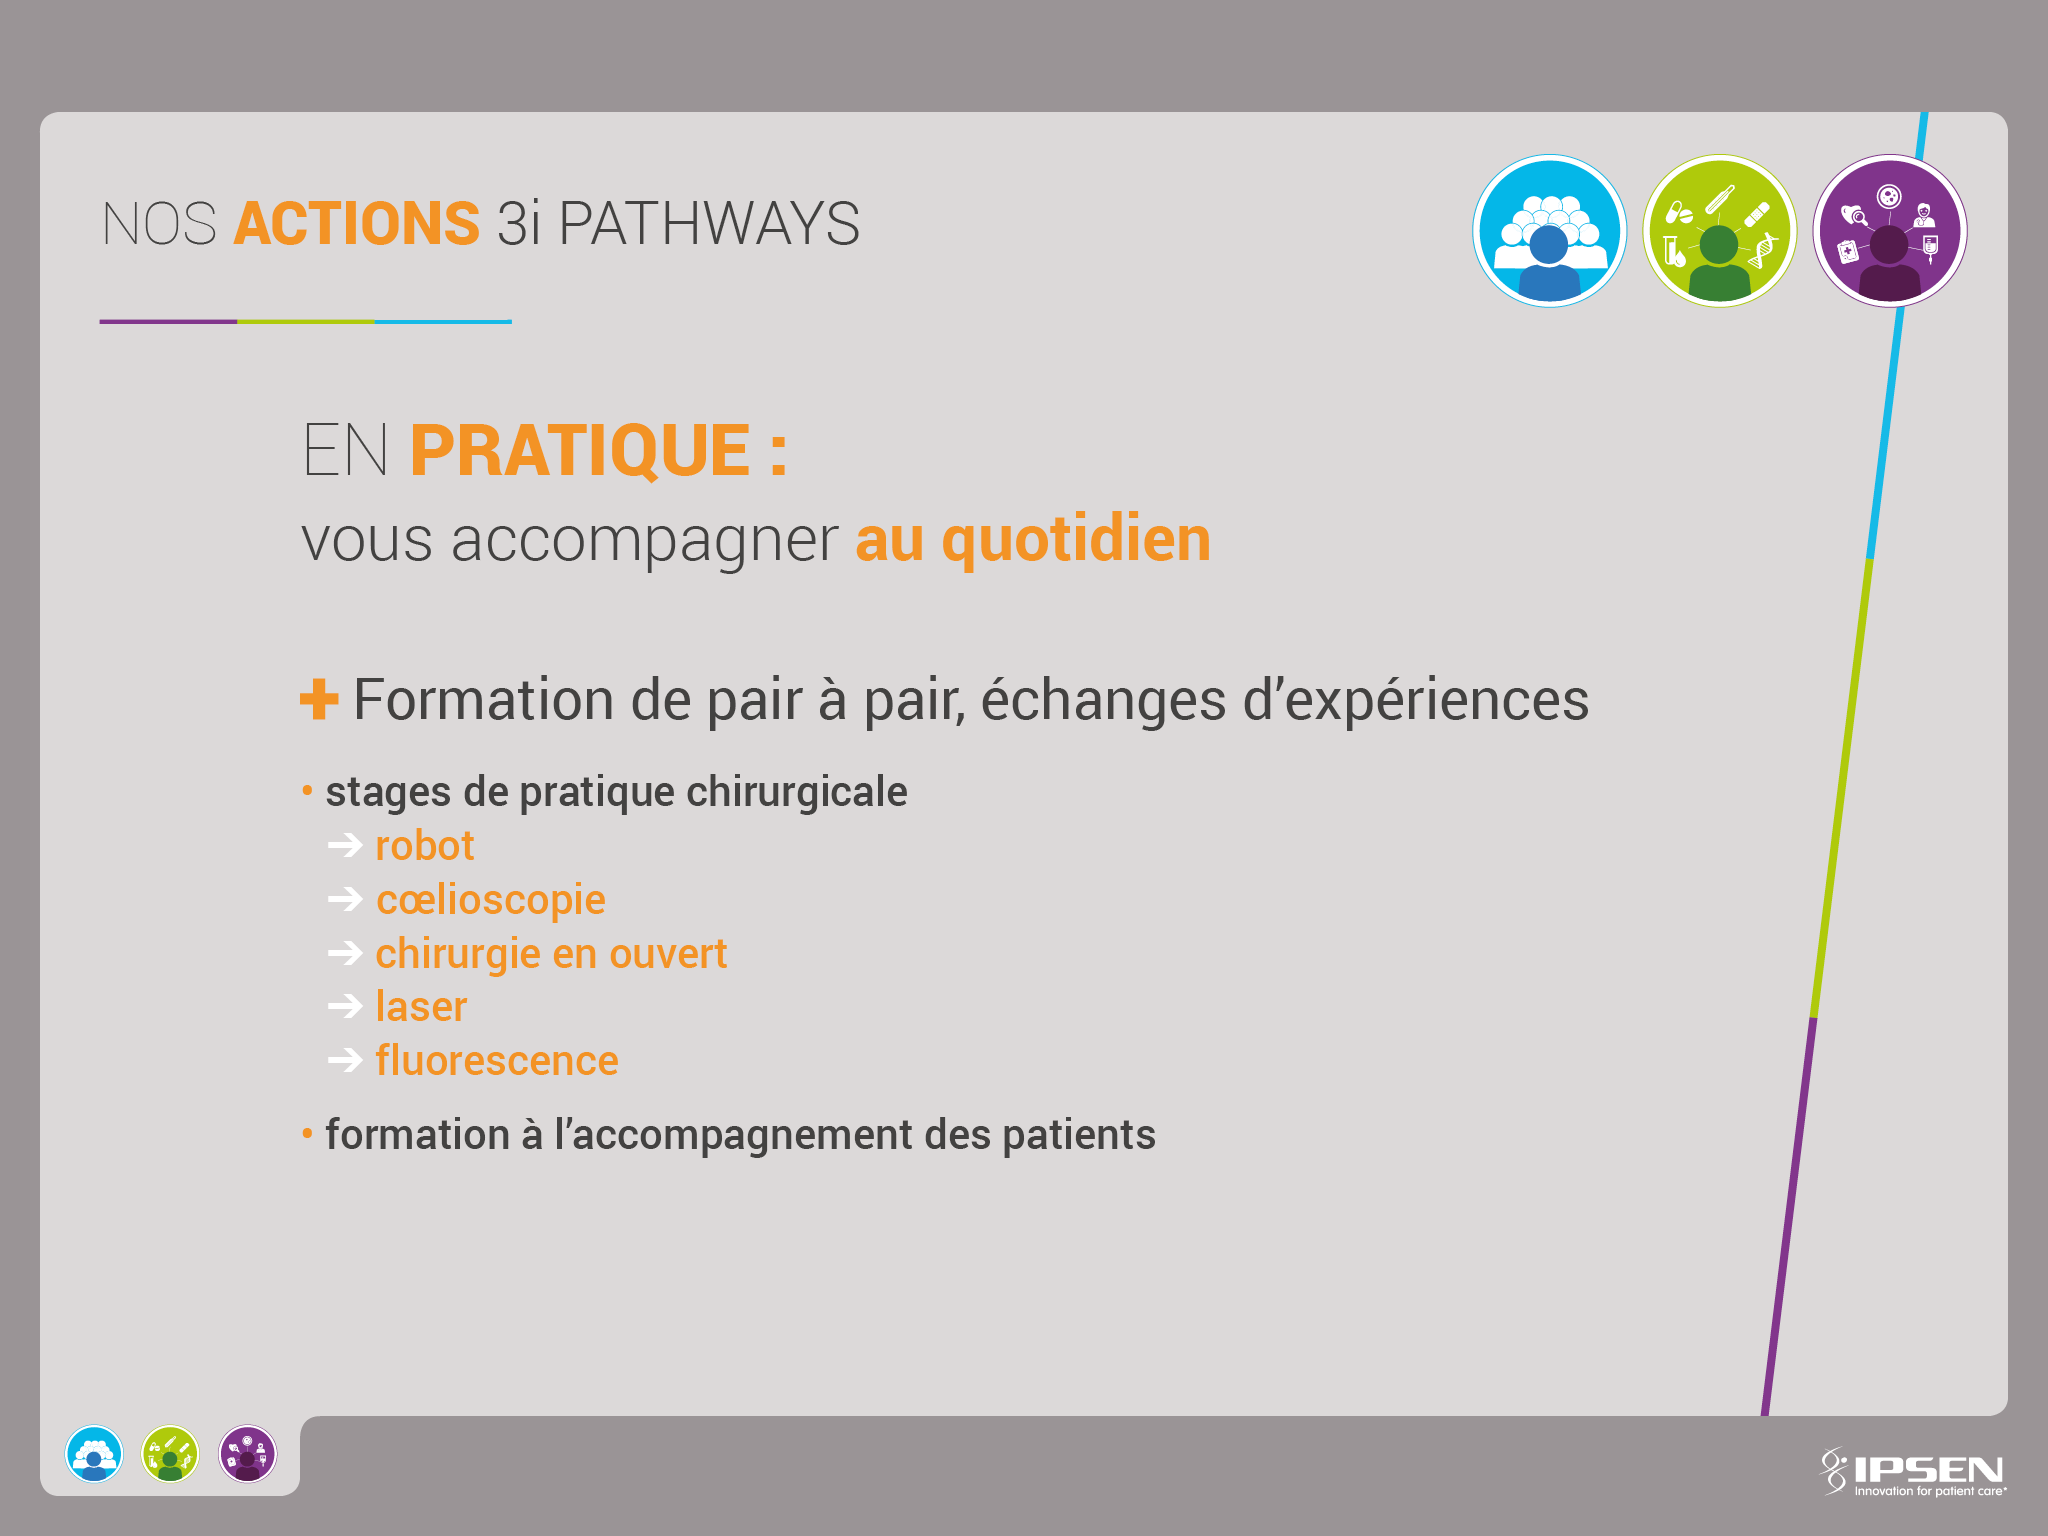 NOS ACTIONS 3i PATHWAYS
EN PRATIQUE :
vous accompagner au quotidien
+ Formation de pair à pair, échanges d’expériences
• stages de pratique chirurgicale
→ robot
→ cœlioscopie
→ chirurgie en ouvert
→ laser
→ fluorescence
• formation à l’accompagnement des patients
IPSEN
Innovation for patient care*